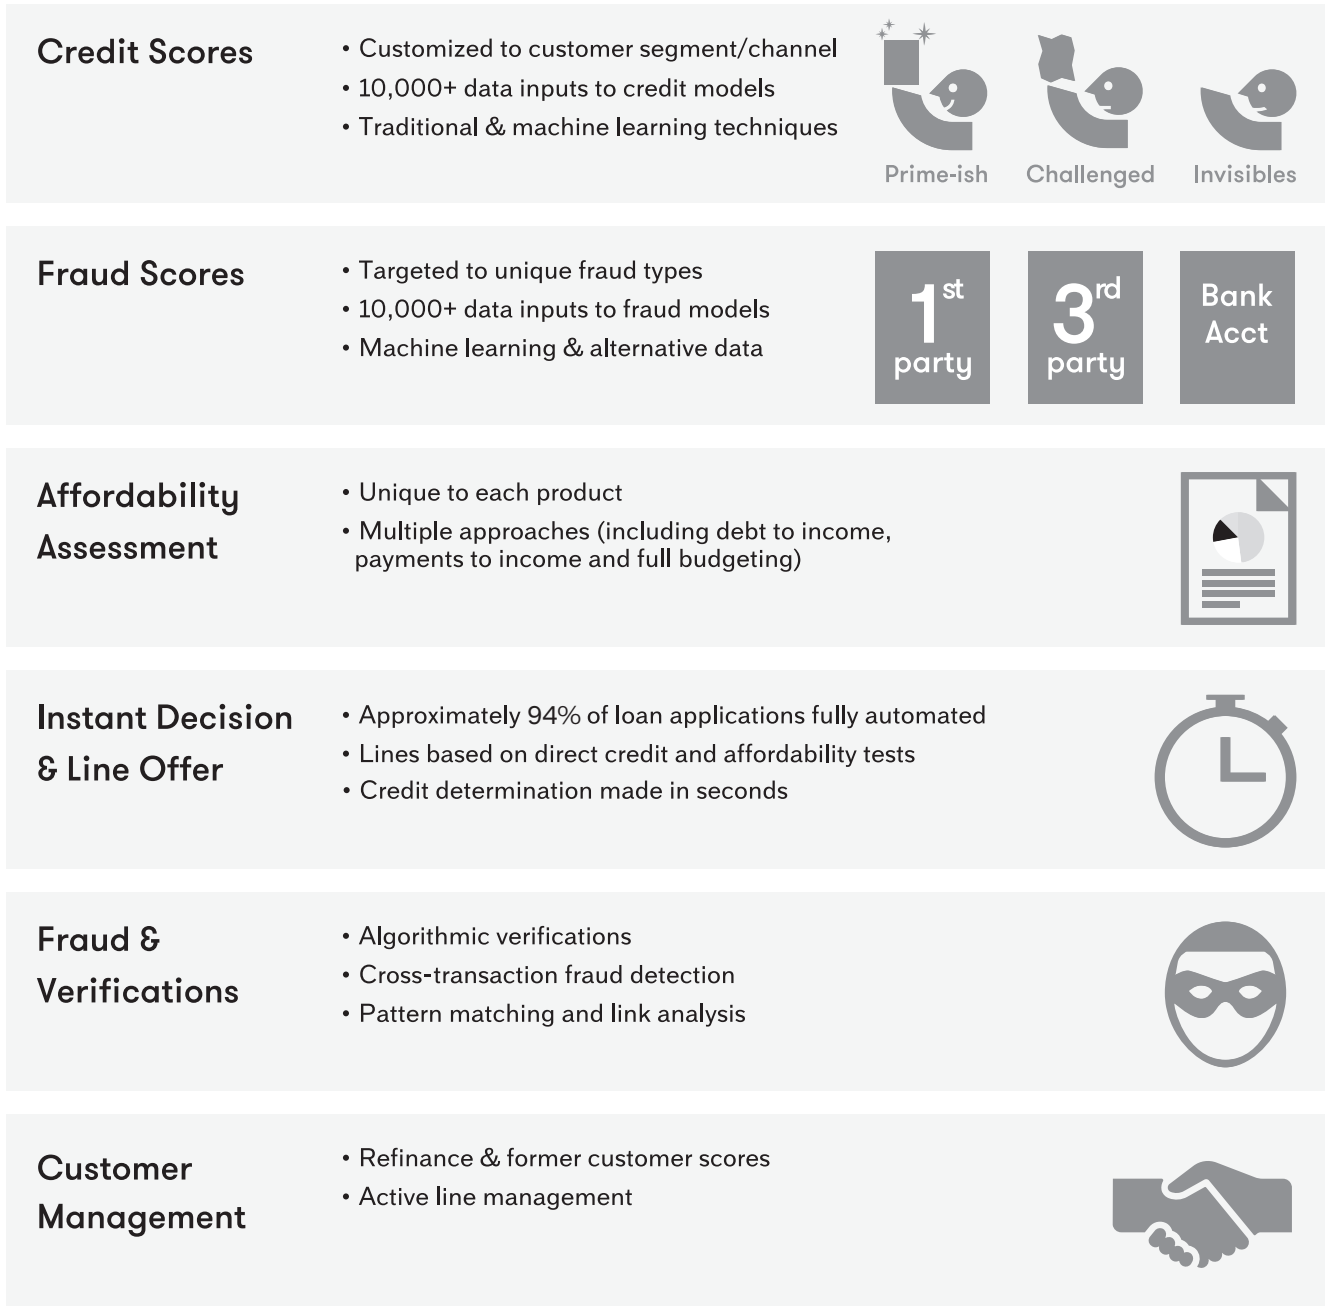 Credit Scores
• Customized to customer segment/channel
• 10,000+ data inputs to credit models
• Traditional & machine learning techniques
Prime-ish
Challenged
Invisibles
Fraud Scores
• Targeted to unique fraud types
• 10,000+ data inputs to fraud models
• Machine learning & alternative data
1st
party
3rd
party
Bank
Acct
Affordability
Assessment
• Unique to each product
• Multiple approaches (including debt to income,
payments to income and full budgeting)
Instant Decision
& Line Offer
• Approximately 94% of loan applications fully automated
• Lines based on direct credit and affordability tests
• Credit determination made in seconds
Fraud &
Verifications
• Algorithmic verifications
• Cross-transaction fraud detection
• Pattern matching and link analysis
Customer
Management
• Refinance & former customer scores
• Active line management